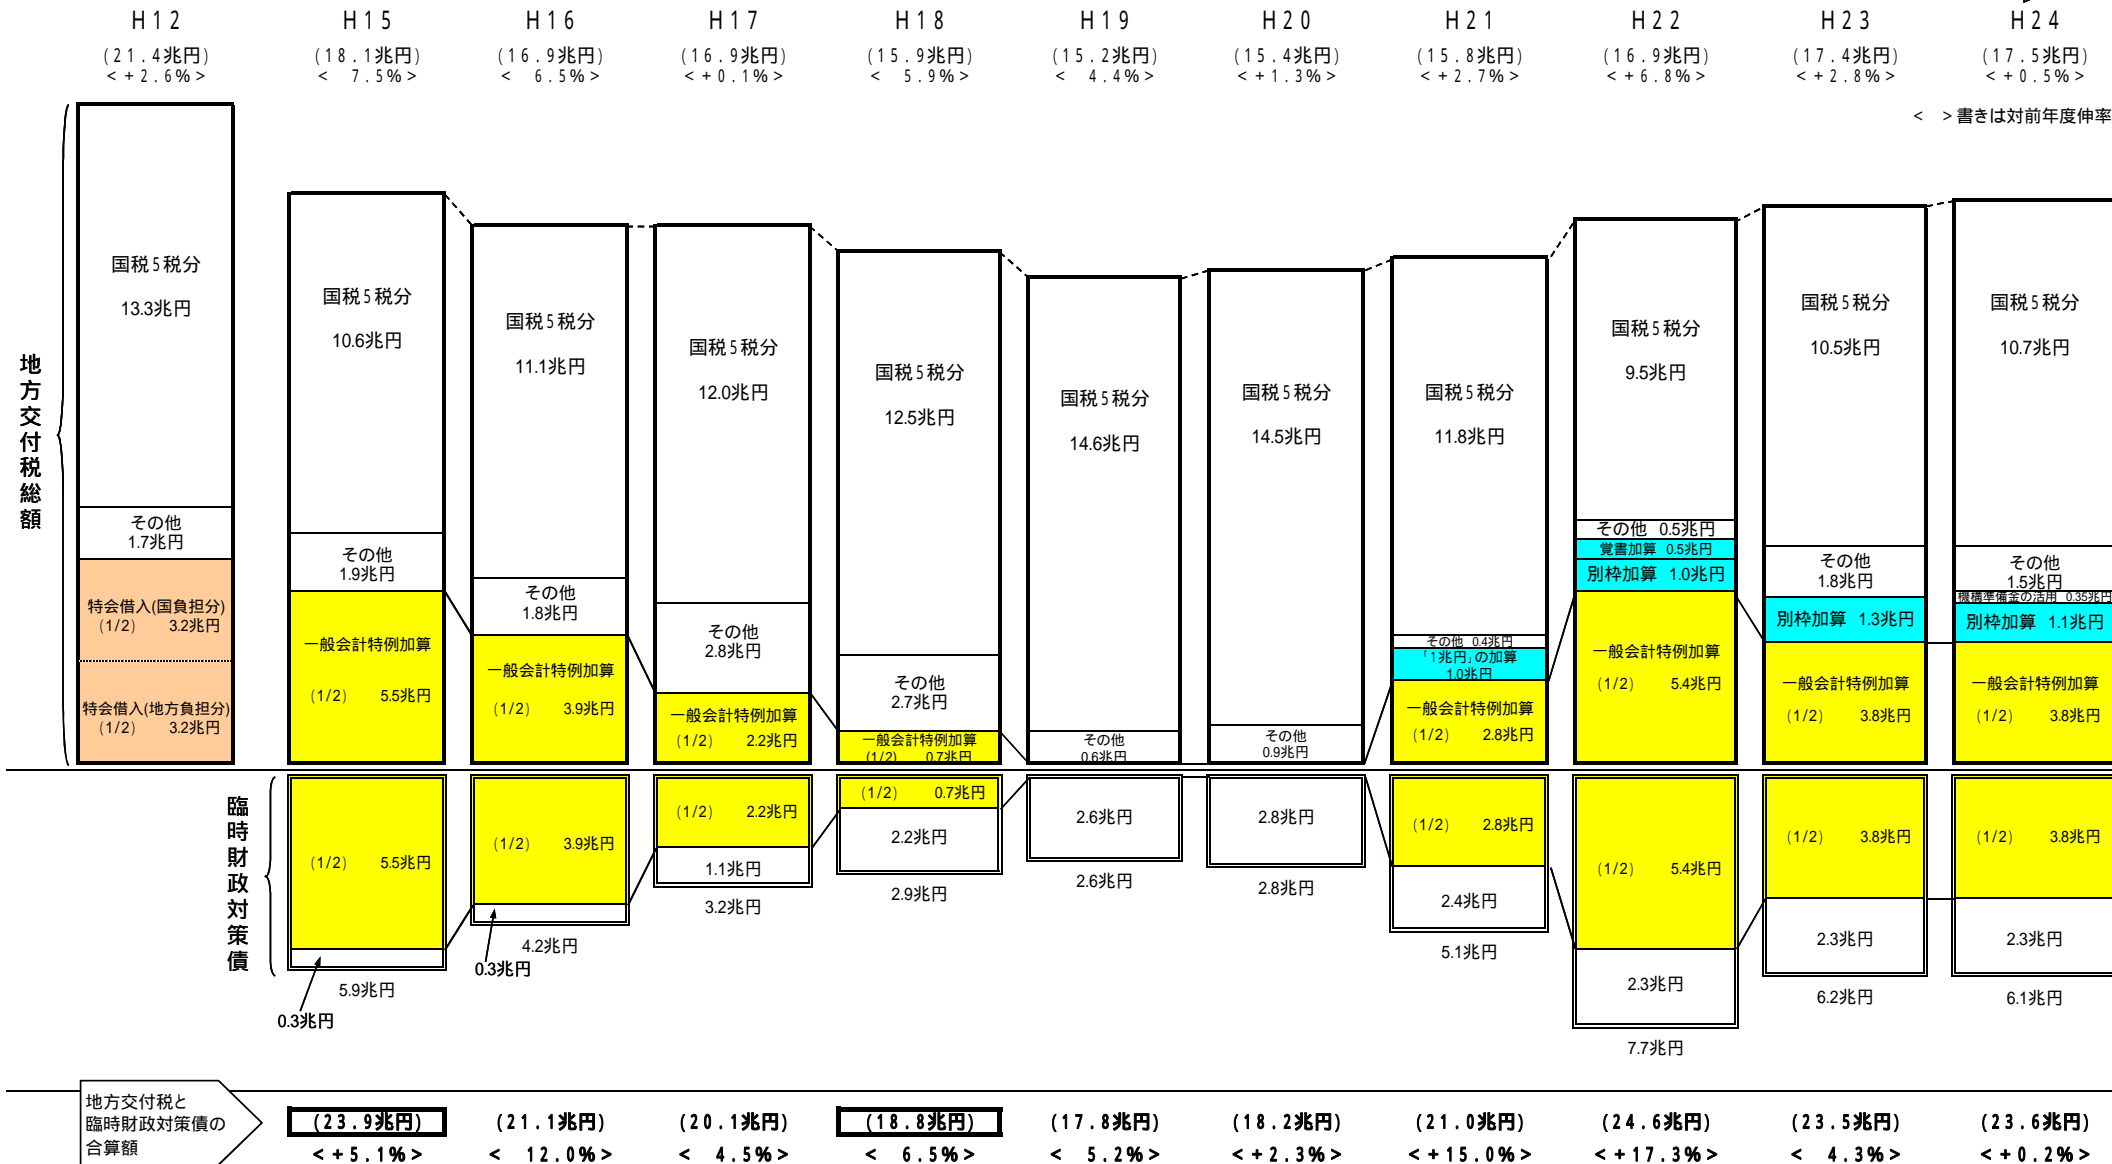 H12 H15 H16 H17 H18 H19 H20 H21 H22 H23 H24
(21.4兆円) (18.1兆円) (16.9兆円) (16.9兆円) (15.9兆円) (15.2兆円) (15.4兆円) (15.8兆円) (16.9兆円) (17.4兆円) (17.5兆円)
<+2.6%> < 7.5%> < 6.5%> <+0.1%> < 5.9%> < 4.4%> <+1.3%> <+2.7%> <+6.8%> <+2.8%> <+0.5%>
< >書きは対前年度伸率
地方交付税総額
国税5税分
13.3兆円
その他
1.7兆円
特会借入(国負担分)
(1/2) 3.2兆円
特会借入(地方負担分)
(1/2) 3.2兆円
国税5税分
10.6兆円
その他
1.9兆円
一般会計特例加算
(1/2) 5.5兆円
国税5税分
11.1兆円
その他
1.8兆円
一般会計特例加算
(1/2) 3.9兆円
国税5税分
12.0兆円
その他
2.8兆円
一般会計特例加算
(1/2) 2.2兆円
国税5税分
12.5兆円
その他
2.7兆円
一般会計特例加算
(1/2) 0.7兆円
国税5税分
14.6兆円
その他
0.6兆円
国税5税分
14.5兆円
その他
0.9兆円
国税5税分
11.8兆円
その他 0.4兆円
「1兆円」の加算
1.0兆円
一般会計特例加算
(1/2) 2.8兆円
国税5税分
9.5兆円
その他 0.5兆円
覚書加算 0.5兆円
別枠加算 1.0兆円
一般会計特例加算
(1/2) 5.4兆円
国税5税分
10.5兆円
その他
1.8兆円
別枠加算 1.3兆円
一般会計特例加算
(1/2) 3.8兆円
国税5税分
10.7兆円
その他
1.5兆円
機構準備金の活用 0.35兆円
別枠加算 1.1兆円
一般会計特例加算
(1/2) 3.8兆円
臨時財政対策債
(1/2) 5.5兆円
0.3兆円
5.9兆円
(1/2) 3.9兆円
0.3兆円
4.2兆円
(1/2) 2.2兆円
1.1兆円
3.2兆円
(1/2) 0.7兆円
2.2兆円
2.9兆円
2.6兆円
2.6兆円
2.8兆円
2.8兆円
(1/2) 2.8兆円
2.4兆円
5.1兆円
(1/2) 5.4兆円
2.3兆円
7.7兆円
(1/2) 3.8兆円
2.3兆円
6.2兆円
(1/2) 3.8兆円
2.3兆円
6.1兆円
地方交付税と
臨時財政対策債の
合算額
(23.9兆円) (21.1兆円) (20.1兆円) (18.8兆円) (17.8兆円) (18.2兆円) (21.0兆円) (24.6兆円) (23.5兆円) (23.6兆円)
<+5.1%> < 12.0%> < 4.5%> < 6.5%> < 5.2%> <+2.3%> <+15.0%> <+17.3%> < 4.3%> <+0.2%>